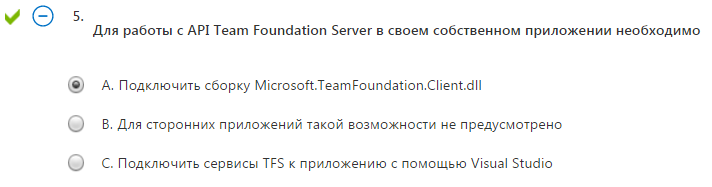 5.
Для работы с API Team Foundation Server в своем собственном приложении необходимо
A. Подключить сборку Microsoft.TeamFoundation.Client.dll
B. Для сторонних приложений такой возможности не предусмотрено
C. Подключить сервисы TFS к приложению с помощью Visual Studio